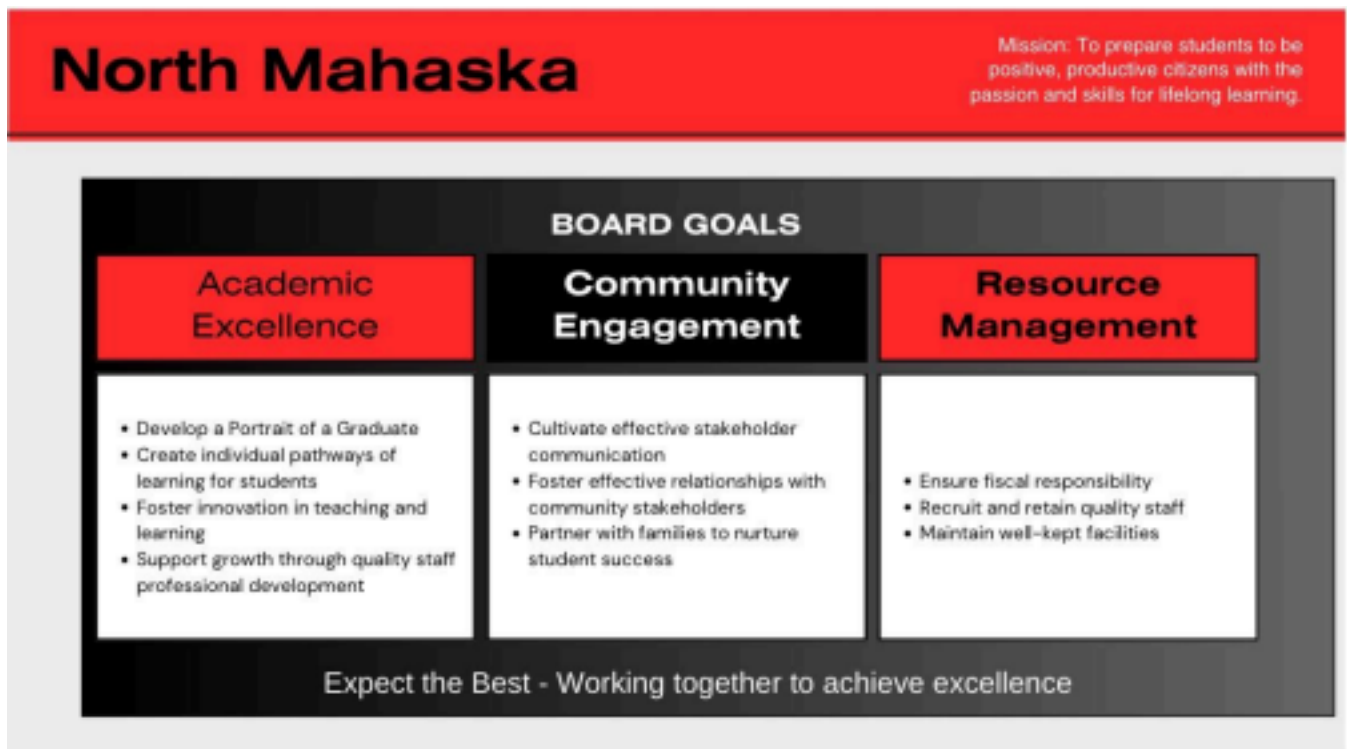 North Mahaska
Mission: To prepare students to be
positive, productive citizens with the
passion and skills for lifelong learning.
BOARD GOALS
Academic
Excellence
• Develop a Portrait of a Graduate
• Create individual pathways of
learning for students
• Foster innovation in teaching and
learning
• Support growth through quality staff
professional development
Community
Engagement
• Cultivate effective stakeholder
communication
• Foster effective relationships with
community stakeholders
• Partner with families to nurture
student success
Resource
Management
• Ensure fiscal responsibility
• Recruit and retain quality staff
• Maintain well-kept facilities
Expect the Best - Working together to achieve excellence